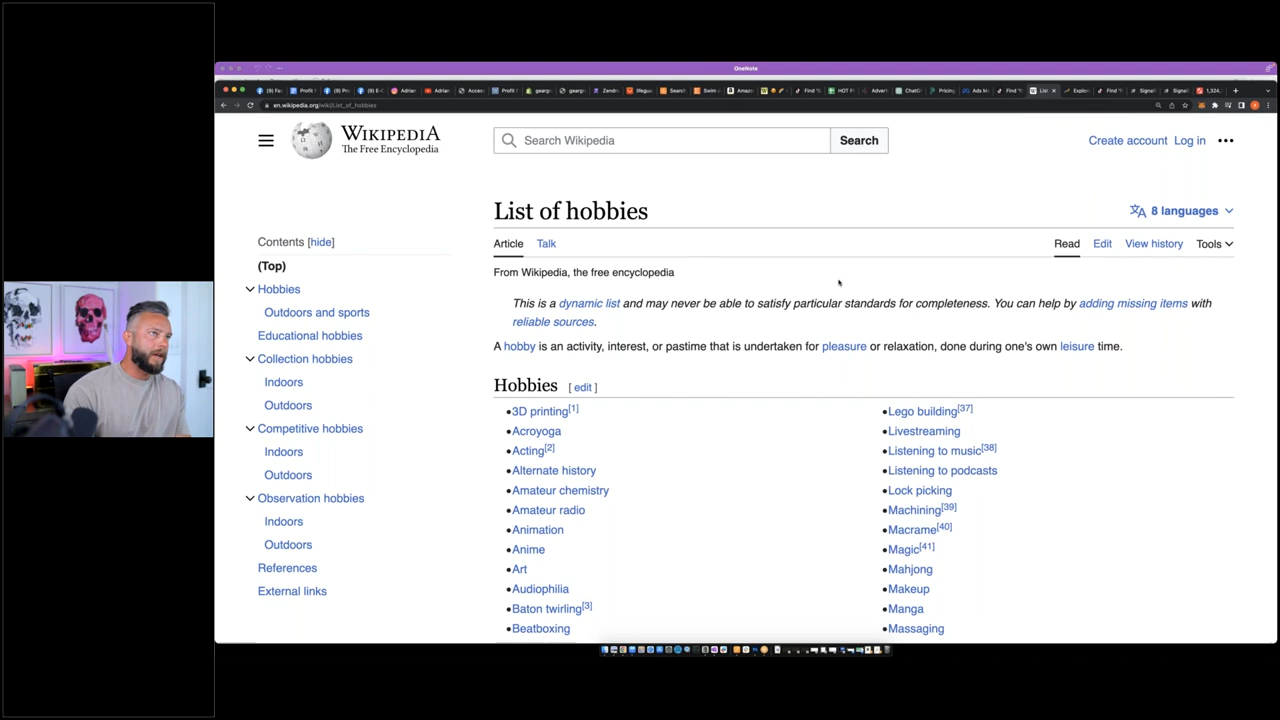 OneNote
en.wikipedia.org/wiki/List_of_hobbies
WIKIPEDIA
The Free Encyclopedia
Search Wikipedia
Search
Create account Log in
List of hobbies
8 languages
Article Talk
Read Edit View history Tools
From Wikipedia, the free encyclopedia
This is a dynamic list and may never be able to satisfy particular standards for completeness. You can help by adding missing items with
reliable sources.
A hobby is an activity, interest, or pastime that is undertaken for pleasure or relaxation, done during one's own leisure time.
Contents [hide]
(Top)
Hobbies
Outdoors and sports
Educational hobbies
Collection hobbies
Indoors
Outdoors
Competitive hobbies
Indoors
Outdoors
Observation hobbies
Indoors
Outdoors
References
External links
Hobbies [ edit ]
•3D printing[1]
•Acroyoga
•Acting[2]
•Alternate history
•Amateur chemistry
•Amateur radio
•Animation
•Anime
•Art
•Audiophilia
•Baton twirling[3]
•Beatboxing
•Lego building[37]
•Livestreaming
•Listening to music[38]
•Listening to podcasts
•Lock picking
•Machining[39]
•Macrame[40]
•Magic[41]
•Mahjong
•Makeup
•Manga
•Massaging